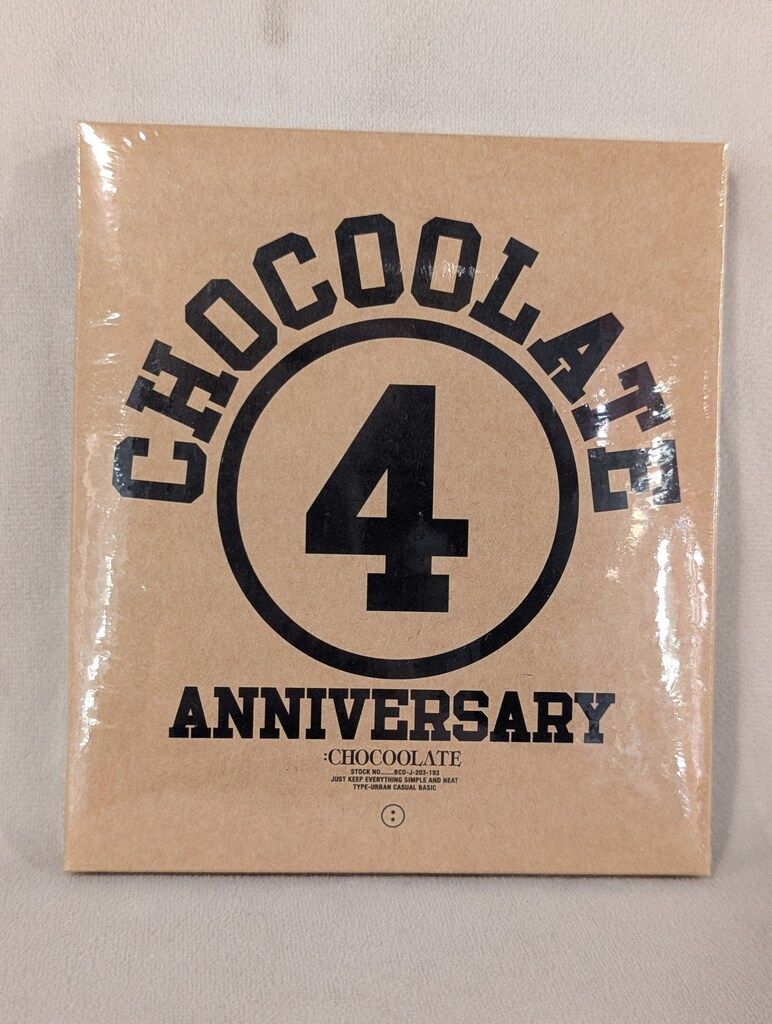 CHOCOOLATE
4
ANNIVERSARY
:CHOCOOLATE
STOCK NO......BCD-J-203-193
JUST KEEP EVERYTHING SIMPLE AND NEAT
TYPE-URBAN CASUAL BASIC
: